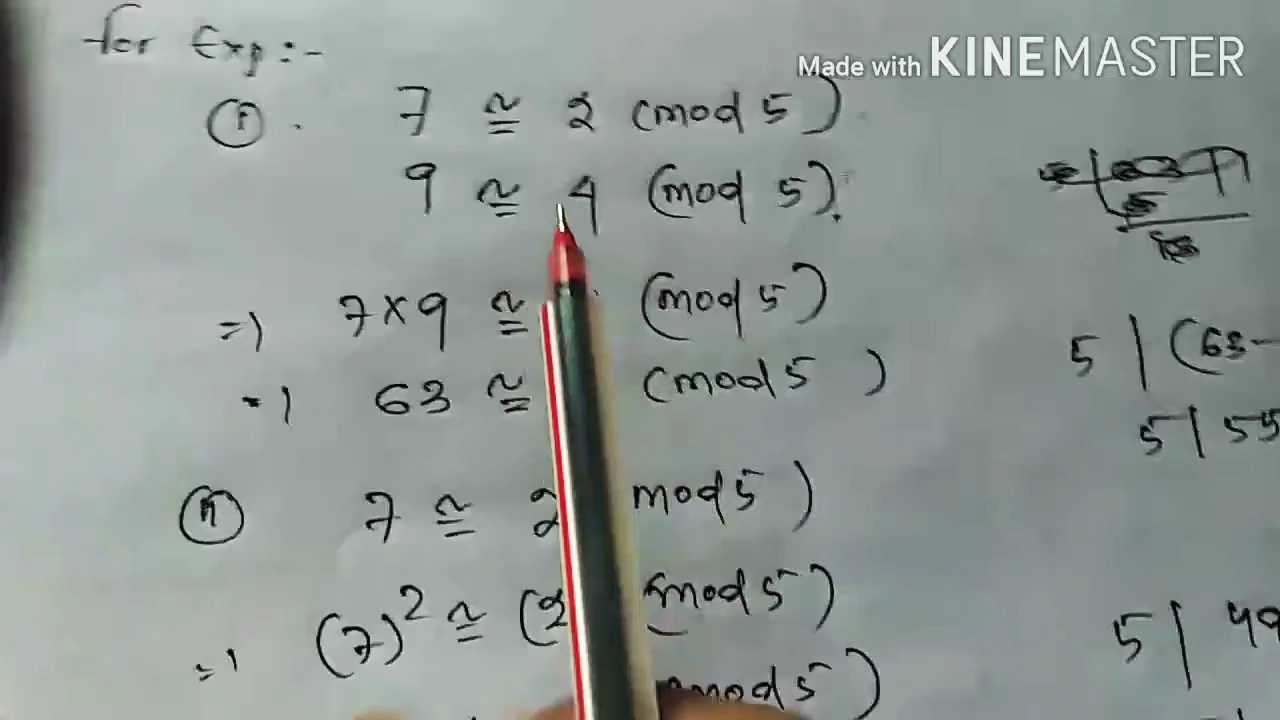 for Exp:-
Made with KINEMASTER
(i). 7 ≅ 2 (mod 5)
9 ≅ 4 (mod 5).
=> 7×9 ≅ (mod 5)
=> 63 ≅ (mod 5)
5 | (63-
5 | 55
(ii) 7 ≅ 2 mod 5)
=> (7)² ≅ (2 (mod 5)
5 | 49
mod 5)